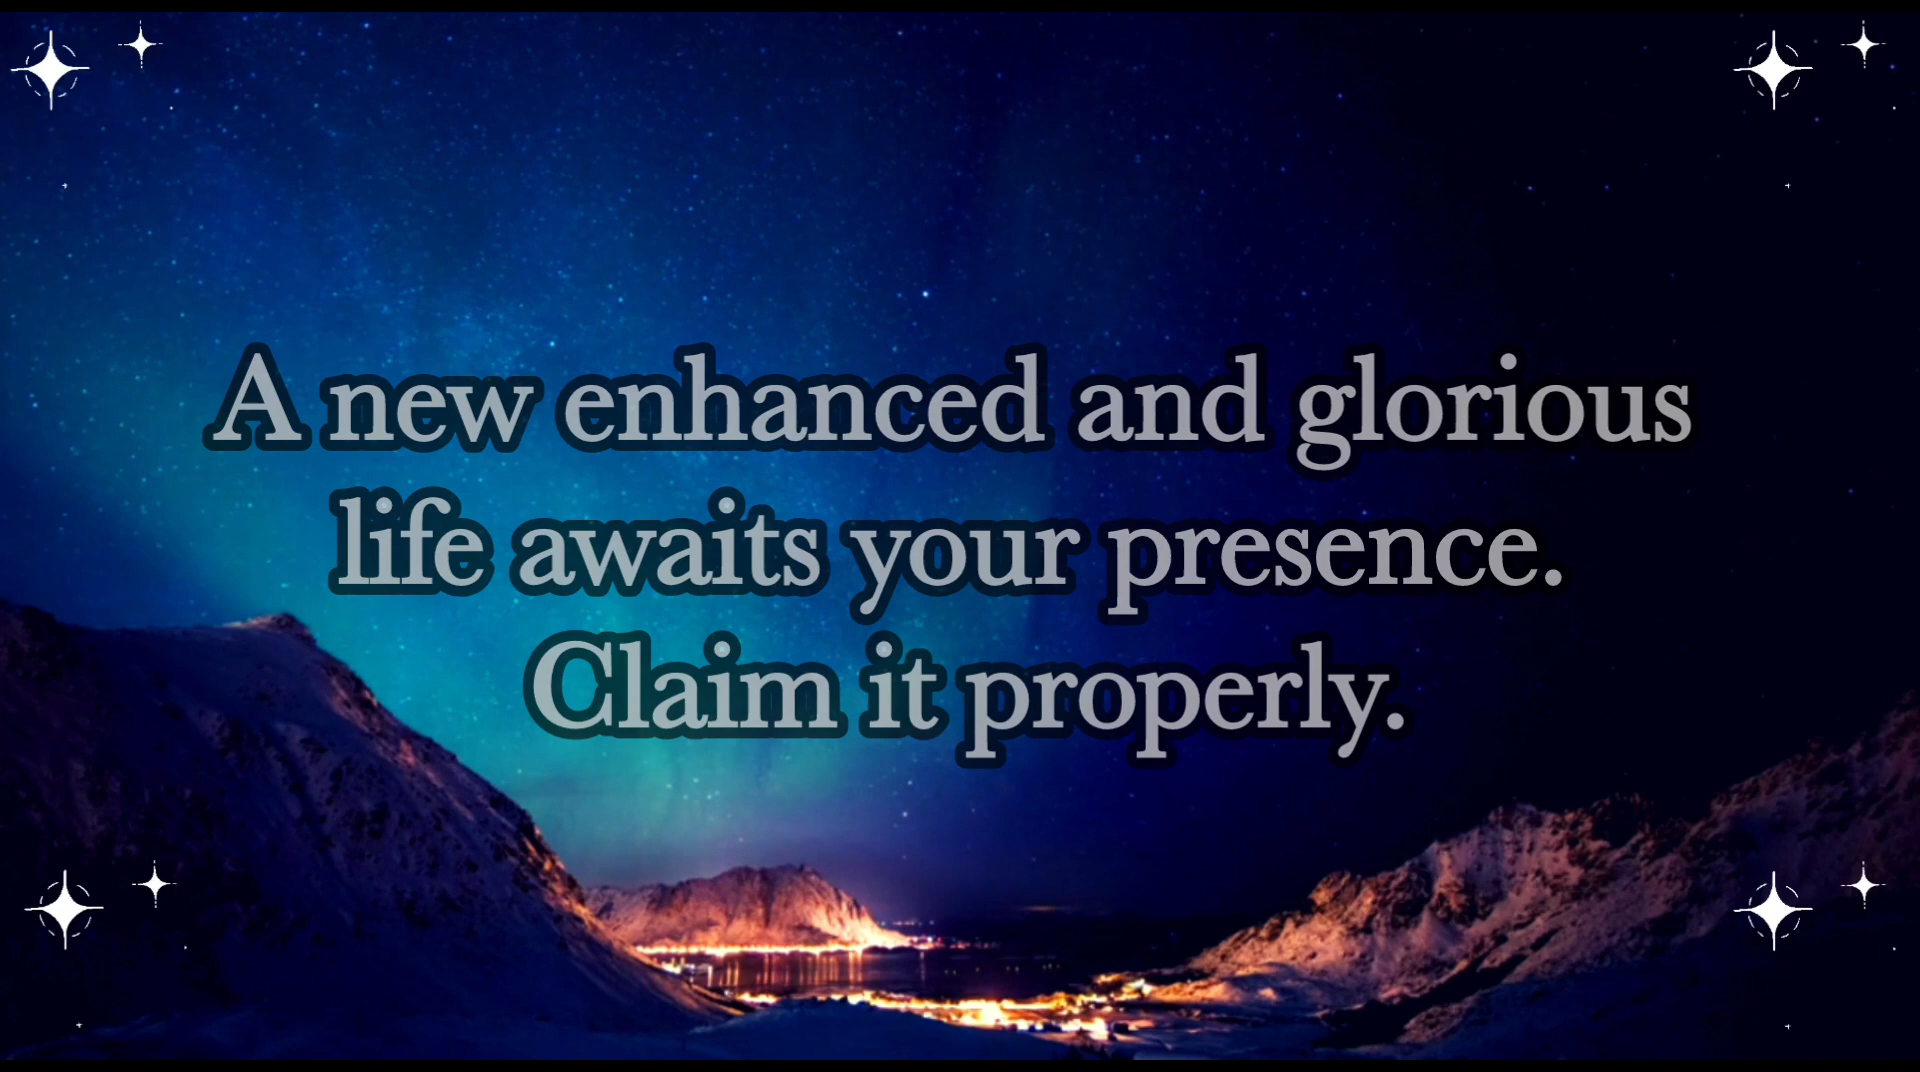 A new enhanced and glorious
life awaits your presence.
Claim it properly.